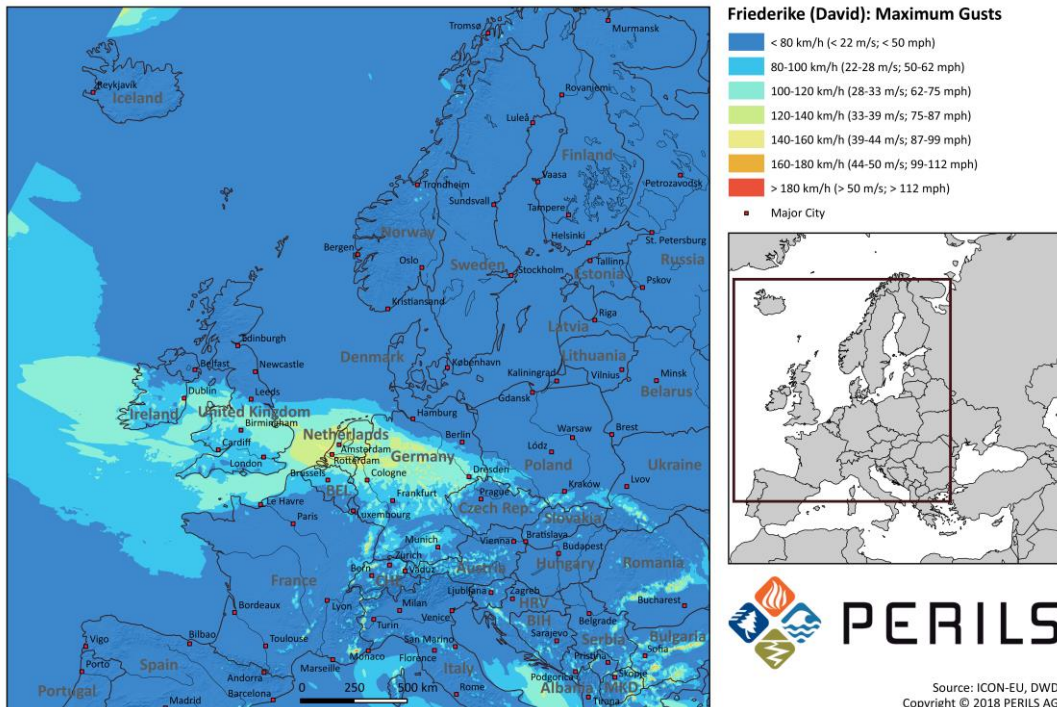 Friederike (David): Maximum Gusts
< 80 km/h (< 22 m/s; < 50 mph)
80-100 km/h (22-28 m/s; 50-62 mph)
100-120 km/h (28-33 m/s; 62-75 mph)
120-140 km/h (33-39 m/s; 75-87 mph)
140-160 km/h (39-44 m/s; 87-99 mph)
160-180 km/h (44-50 m/s; 99-112 mph)
> 180 km/h (> 50 m/s; > 112 mph)
Major City
Tromsø
Murmansk
Reykjavík
Iceland
Rovaniemi
Luleå
Finland
Trondheim
Vaasa
Petrozavodsk
Sundsvall
Tampere
Norway
Helsinki
St. Petersburg
Bergen
Oslo
Sweden
Stockholm
Tallinn
Estonia
Russia
Pskov
Kristiansand
Riga
Latvia
Edinburgh
Denmark
København
Lithuania
Belfast
Newcastle
Kaliningrad
Vilnius
Minsk
Belarus
Dublin
Leeds
Gdansk
Ireland
United Kingdom
Hamburg
Birmingham
Netherlands
Berlin
Warsaw
Brest
Cardiff
Amsterdam
Germany
Łódz
London
Rotterdam
Poland
Brussels
Cologne
Dresden
Ukraine
BEL
Frankfurt
Prague
Kraków
Lvov
Le Havre
Luxembourg
Czech Rep.
Paris
Slovakia
Munich
Vienna
Bratislava
Budapest
Zürich
Bern
Vaduz
CHE
Austria
Hungary
Romania
France
Ljubljana
Zagreb
Lyon
Milan
Venice
HRV
Bucharest
Bordeaux
Turin
BIH
Belgrade
Vigo
Bilbao
Toulouse
San Marino
Sarajevo
Serbia
Bulgaria
Monaco
Florence
Pristina
Sofia
Porto
Spain
Marseille
Italy
Podgorica
Skopje
Andorra
Albania
MKD
Portugal
Barcelona
Rome
Tirana
Madrid
0 250 500 km
PERILS
Source: ICON-EU, DWD
Copyright © 2018 PERILS AG